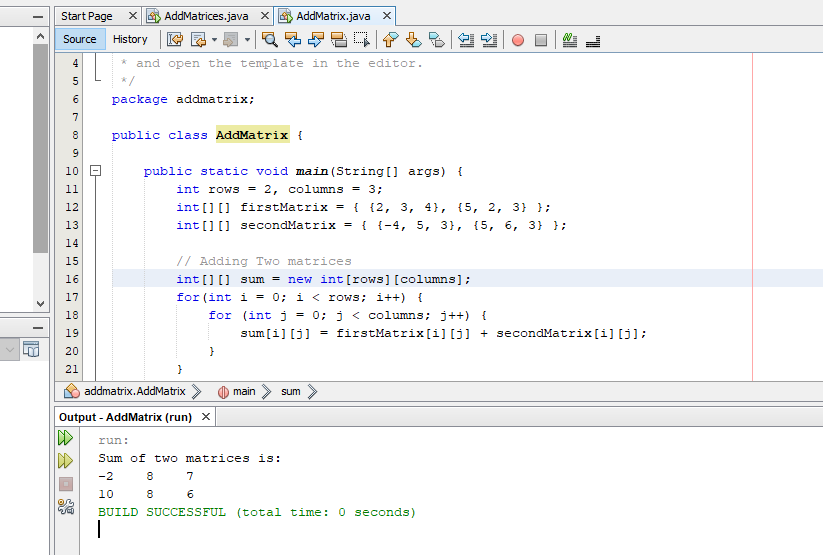 Start Page AddMatrices.java AddMatrix.java
Source History
4 * and open the template in the editor.
5 */
6 package addmatrix;
7
8 public class AddMatrix {
9
10 public static void main(String[] args) {
11 int rows = 2, columns = 3;
12 int[][] firstMatrix = { {2, 3, 4}, {5, 2, 3} };
13 int[][] secondMatrix = { {-4, 5, 3}, {5, 6, 3} };
14
15 // Adding Two matrices
16 int[][] sum = new int[rows][columns];
17 for(int i = 0; i < rows; i++) {
18 for (int j = 0; j < columns; j++) {
19 sum[i][j] = firstMatrix[i][j] + secondMatrix[i][j];
20 }
21 }
addmatrix.AddMatrix main sum
Output - AddMatrix (run)
run:
Sum of two matrices is:
-2 8 7
10 8 6
BUILD SUCCESSFUL (total time: 0 seconds)